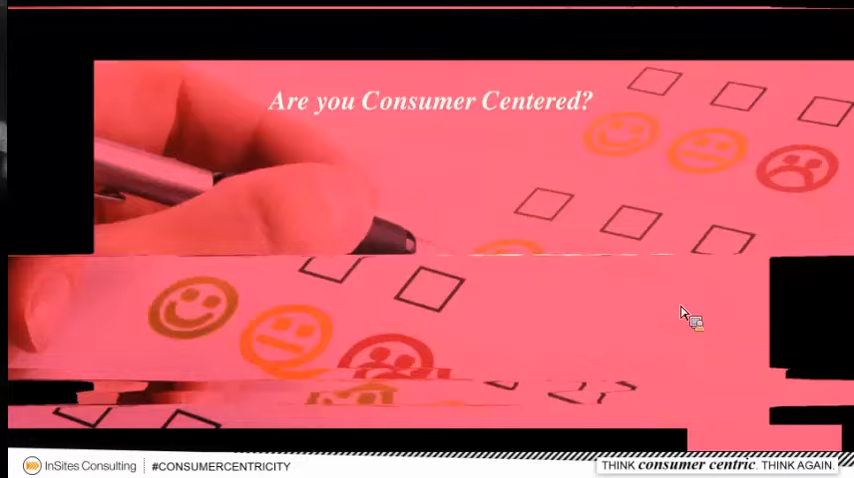 Are you Consumer Centered?
InSites Consulting
#CONSUMERCENTRICITY
THINK consumer centric. THINK AGAIN.